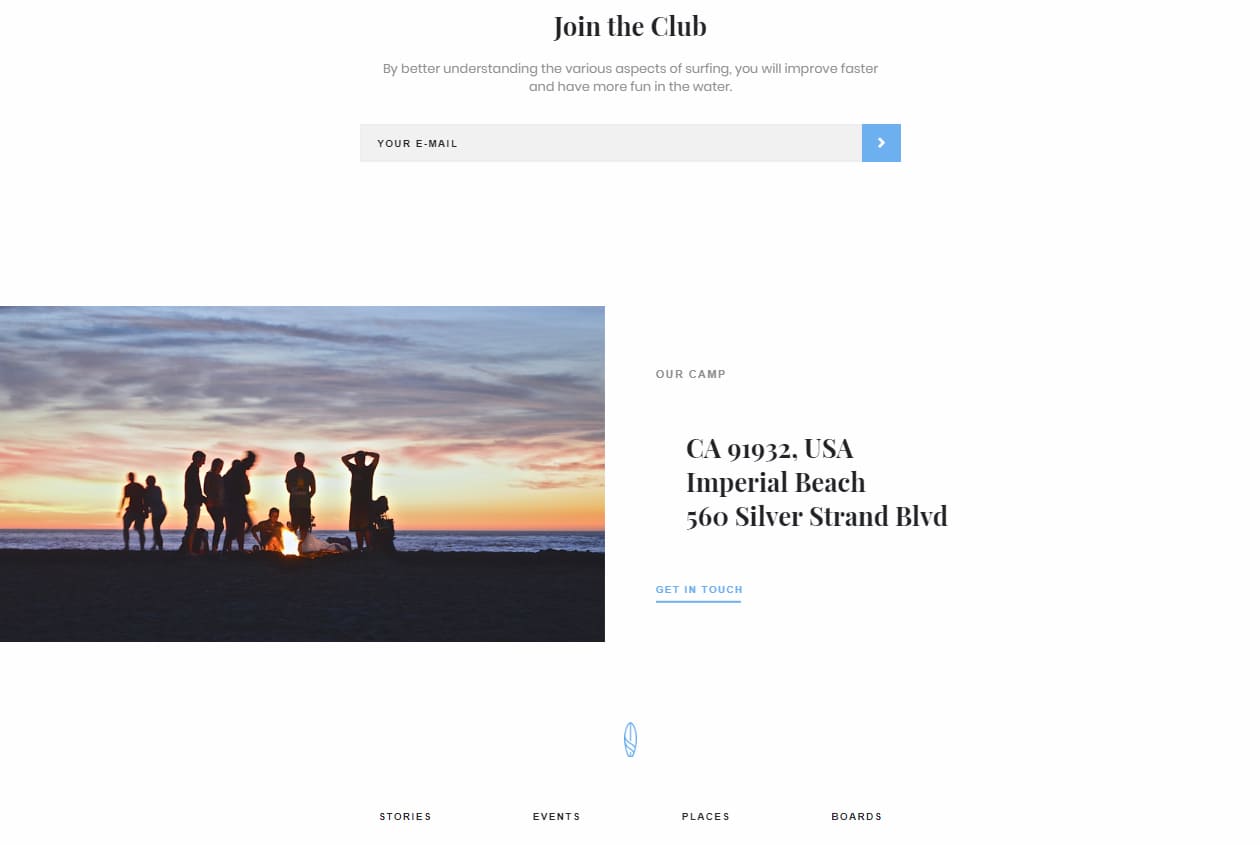 Join the Club
By better understanding the various aspects of surfing, you will improve faster
and have more fun in the water.
YOUR E-MAIL
OUR CAMP
CA 91932, USA
Imperial Beach
560 Silver Strand Blvd
GET IN TOUCH
STORIES
EVENTS
PLACES
BOARDS